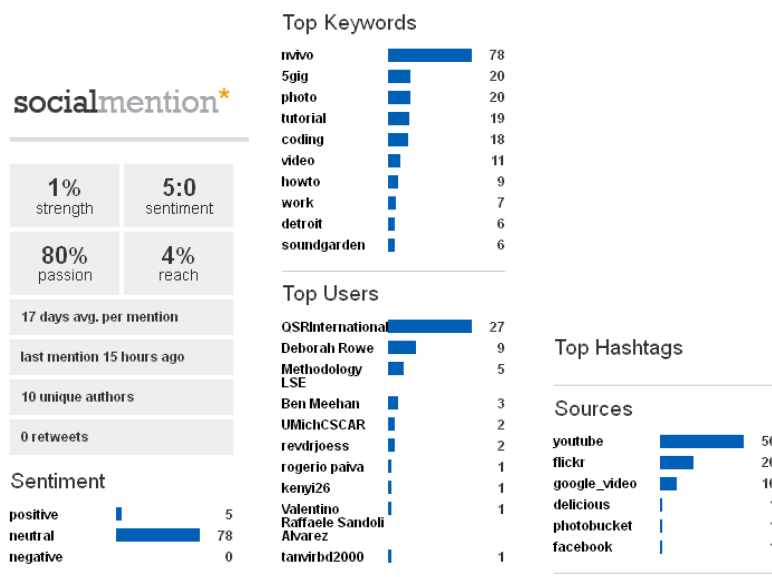 socialmention*
1%
strength
5:0
sentiment
80%
passion
4%
reach
17 days avg. per mention
last mention 15 hours ago
10 unique authors
0 retweets
Sentiment
positive 5
neutral 78
negative 0
Top Keywords
nvivo 78
5gig 20
photo 20
tutorial 19
coding 18
video 11
howto 9
work 7
detroit 6
soundgarden 6
Top Users
QSRInternational 27
Deborah Rowe 9
Methodology 5
LSE
Ben Meehan 3
UMichCSCAR 2
revdrjoess 2
rogerio paiva 1
kenyi26 1
Valentino 1
Raffaele Sandoli
Alvarez
tanvirbd2000 1
Top Hashtags
Sources
youtube
flickr
google_video
delicious
photobucket
facebook